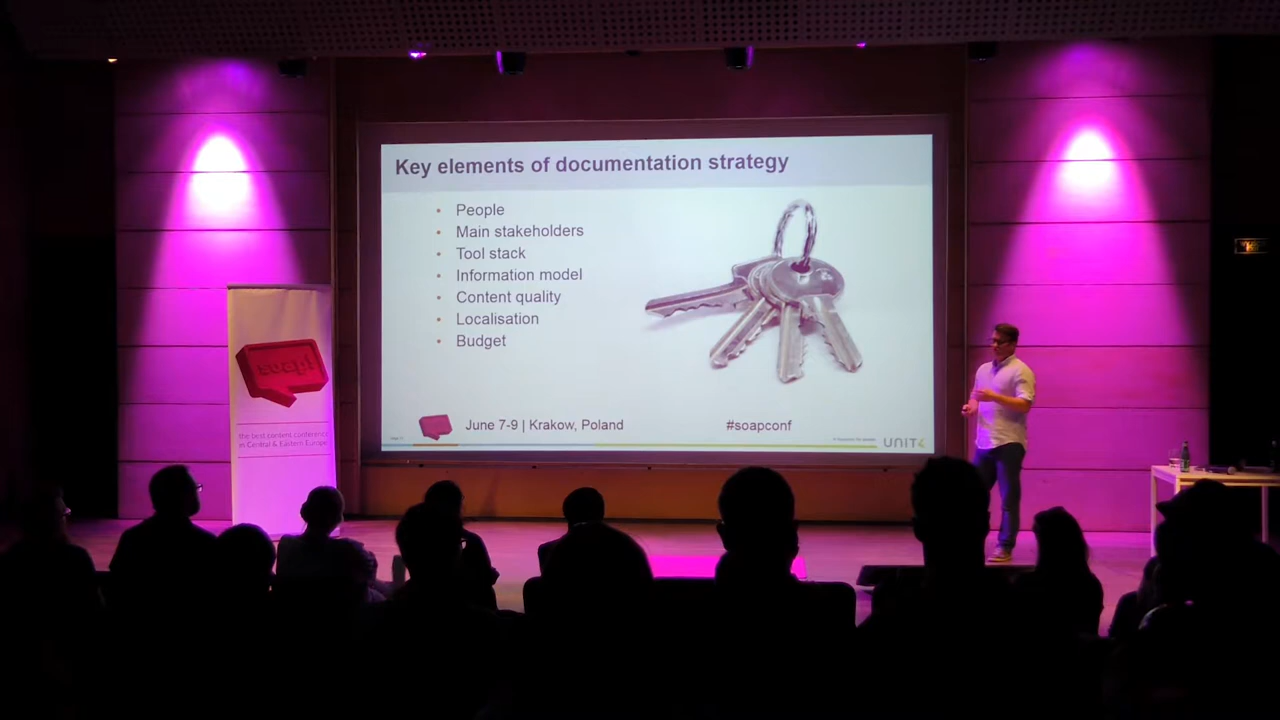 Key elements of documentation strategy
• People
• Main stakeholders
• Tool stack
• Information model
• Content quality
• Localisation
• Budget
June 7-9 | Krakow, Poland
#soapconf
UNIT4
soap!
the best content conference
in Central & Eastern Europe